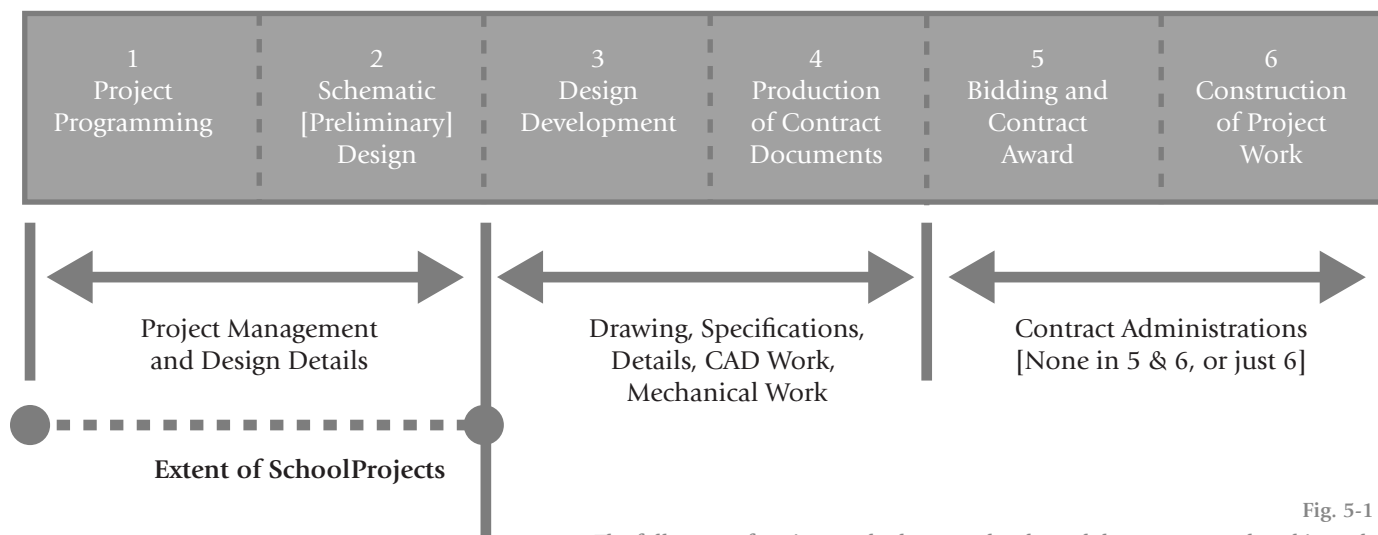 1
Project
Programming
2
Schematic
[Preliminary]
Design
3
Design
Development
4
Production
of Contract
Documents
5
Bidding and
Contract
Award
6
Construction
of Project
Work
Project Management
and Design Details
Drawing, Specifications,
Details, CAD Work,
Mechanical Work
Contract Administrations
[None in 5 & 6, or just 6]
Extent of SchoolProjects
Fig. 5-1